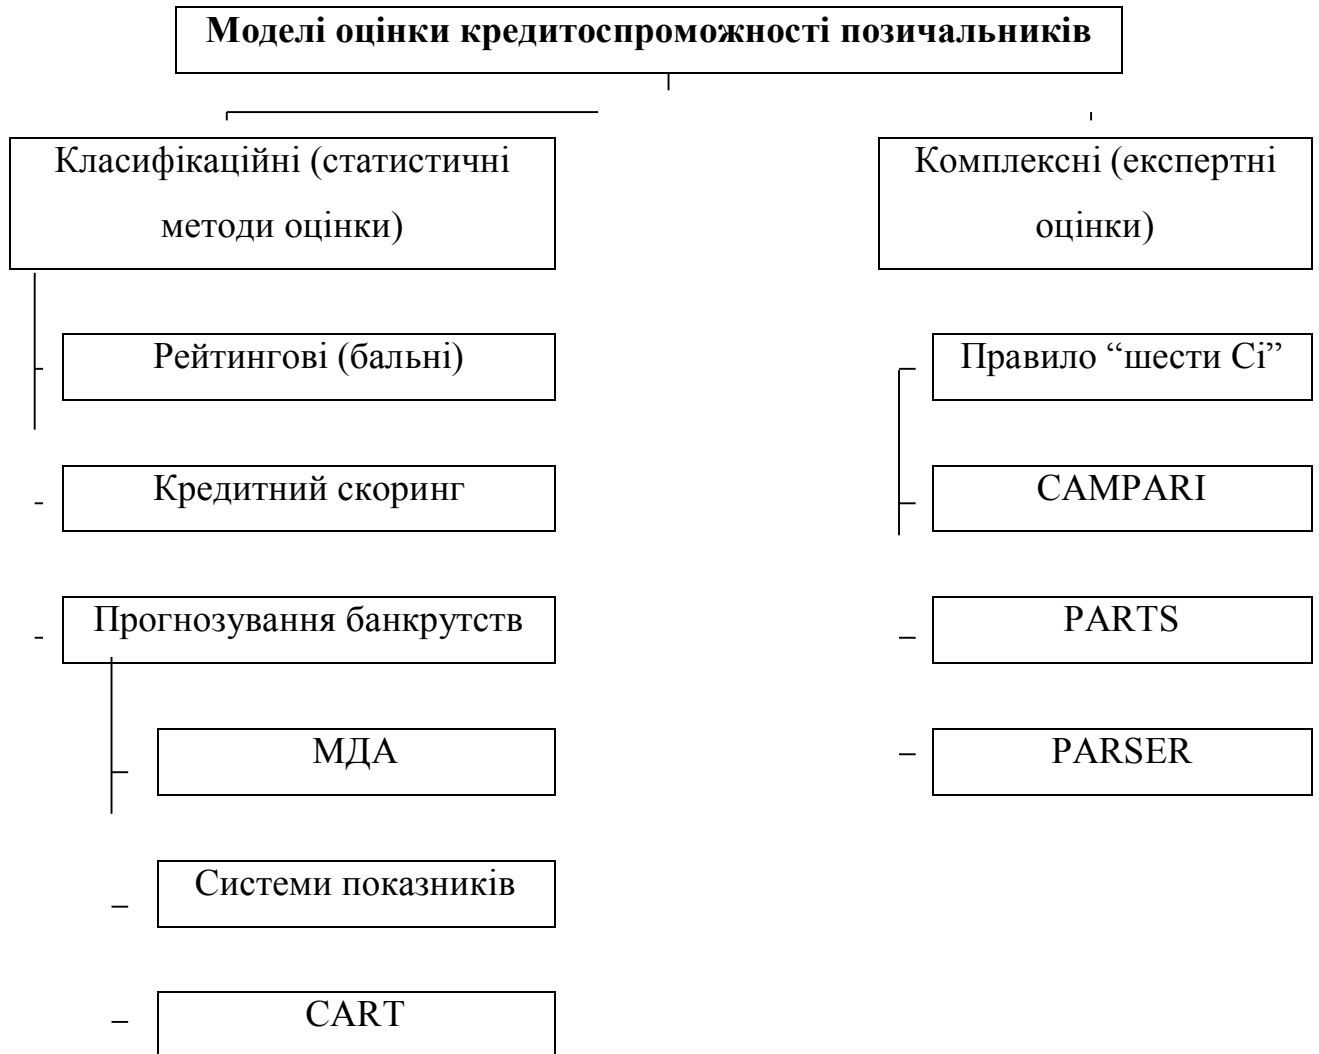 Моделі оцінки кредитоспроможності позичальників
Класифікаційні (статистичні
методи оцінки)
Комплексні (експертні
оцінки)
Рейтингові (бальні)
Правило “шести Сі”
Кредитний скоринг
CAMPARI
Прогнозування банкрутств
PARTS
МДА
PARSER
Системи показників
CART